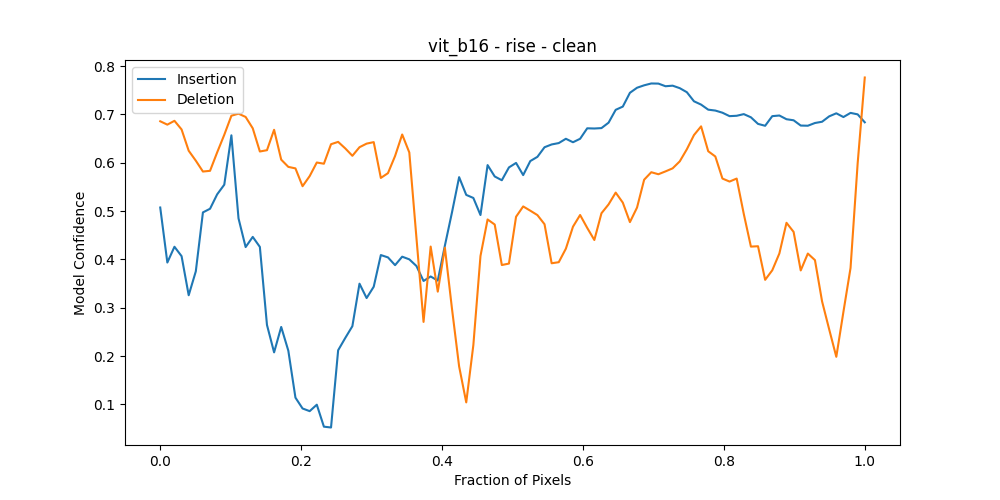 vit_b16 - rise - clean
Insertion
Deletion
Model Confidence
0.8
0.7
0.6
0.5
0.4
0.3
0.2
0.1
0.0 0.2 0.4 0.6 0.8 1.0
Fraction of Pixels